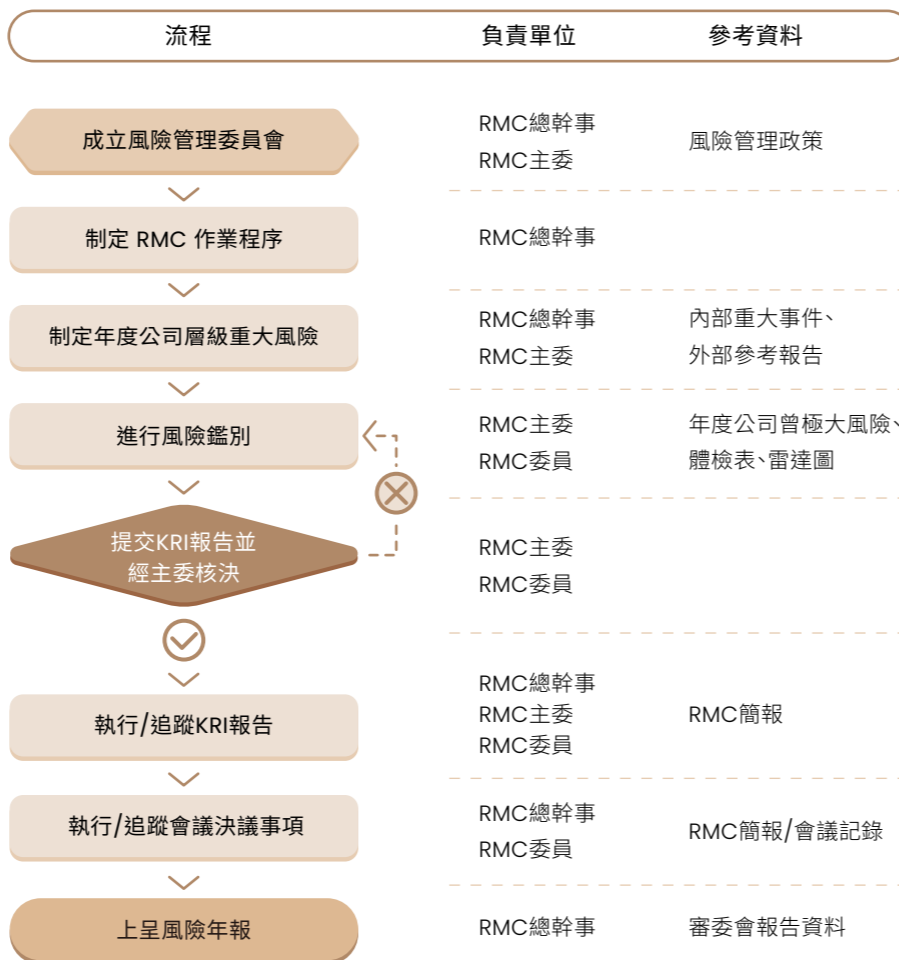 流程 負責單位 參考資料
成立風險管理委員會
RMC總幹事
RMC主委
風險管理政策
制定 RMC 作業程序
RMC總幹事
制定年度公司層級重大風險
RMC總幹事
RMC主委
內部重大事件、
外部參考報告
進行風險鑑別
RMC主委
RMC委員
年度公司曾極大風險、
體檢表、雷達圖
提交KRI報告並
經主委核決
RMC主委
RMC委員
執行/追蹤KRI報告
RMC總幹事
RMC主委
RMC委員
RMC簡報
執行/追蹤會議決議事項
RMC總幹事
RMC委員
RMC簡報/會議記錄
上呈風險年報
RMC總幹事
審委會報告資料